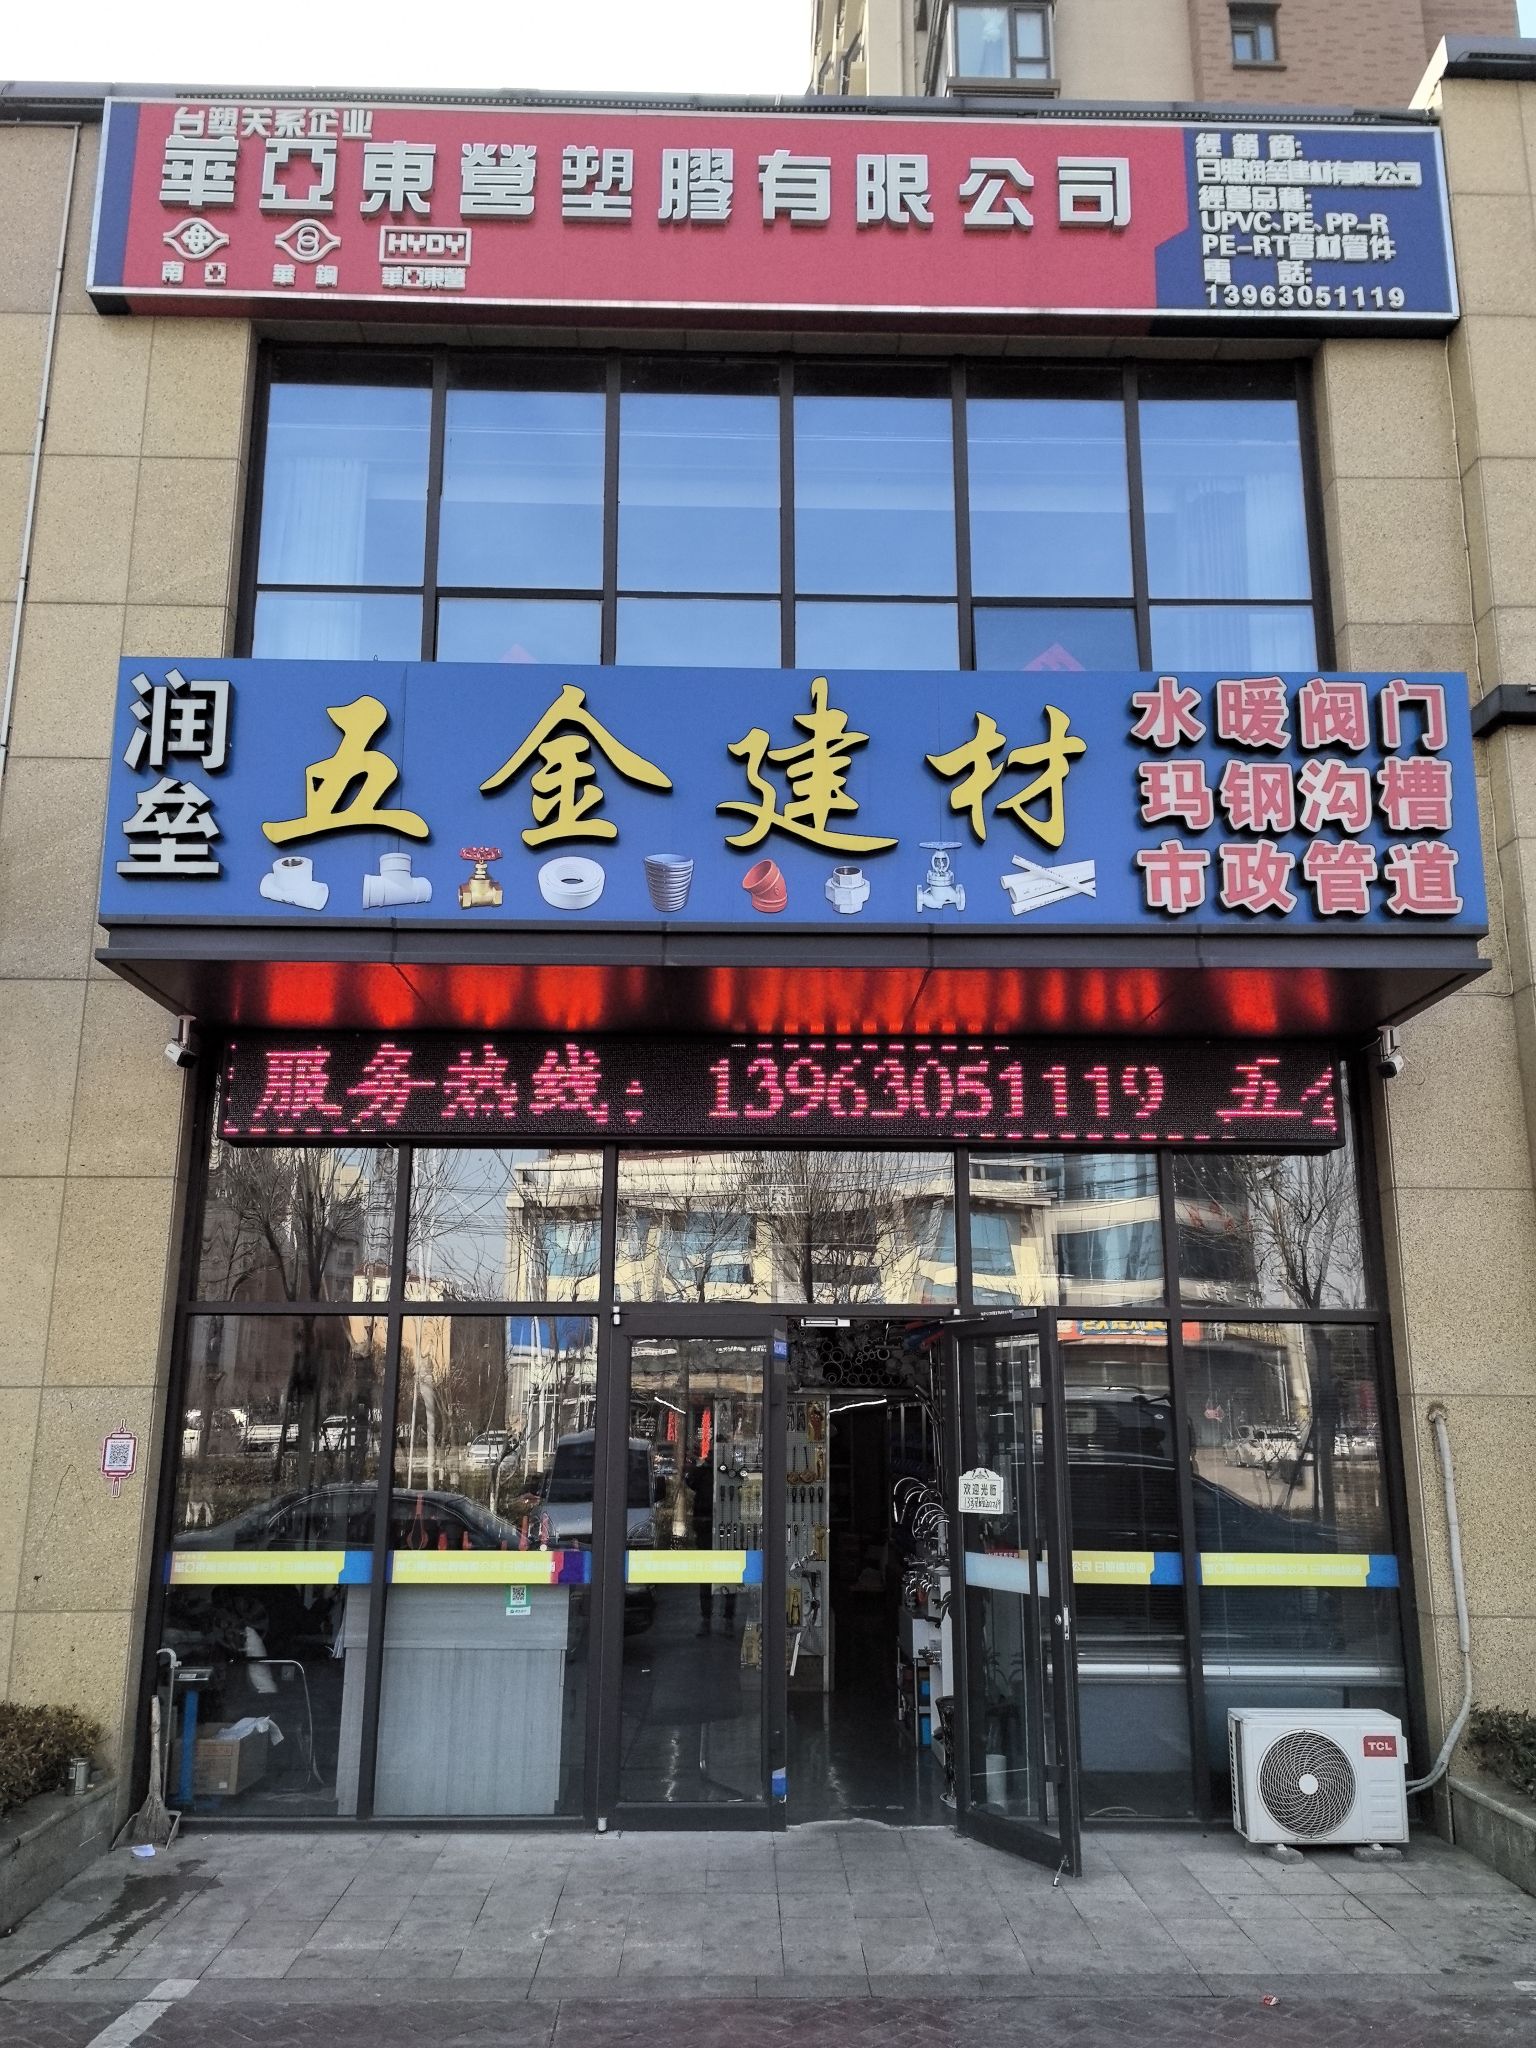 台塑关系企业
華亞東營塑膠有限公司
南亞 華鋼 HYDY
華亞東營
經銷商:
日照润垒建材有限公司
經營品種:
UPVC、PE、PP-R
PE-RT管材管件
電話:
13963051119
润垒
五金建材
水暖阀门
玛钢沟槽
市政管道
服务热线：13963051119 五金
EXIT
欢迎光临
TCL